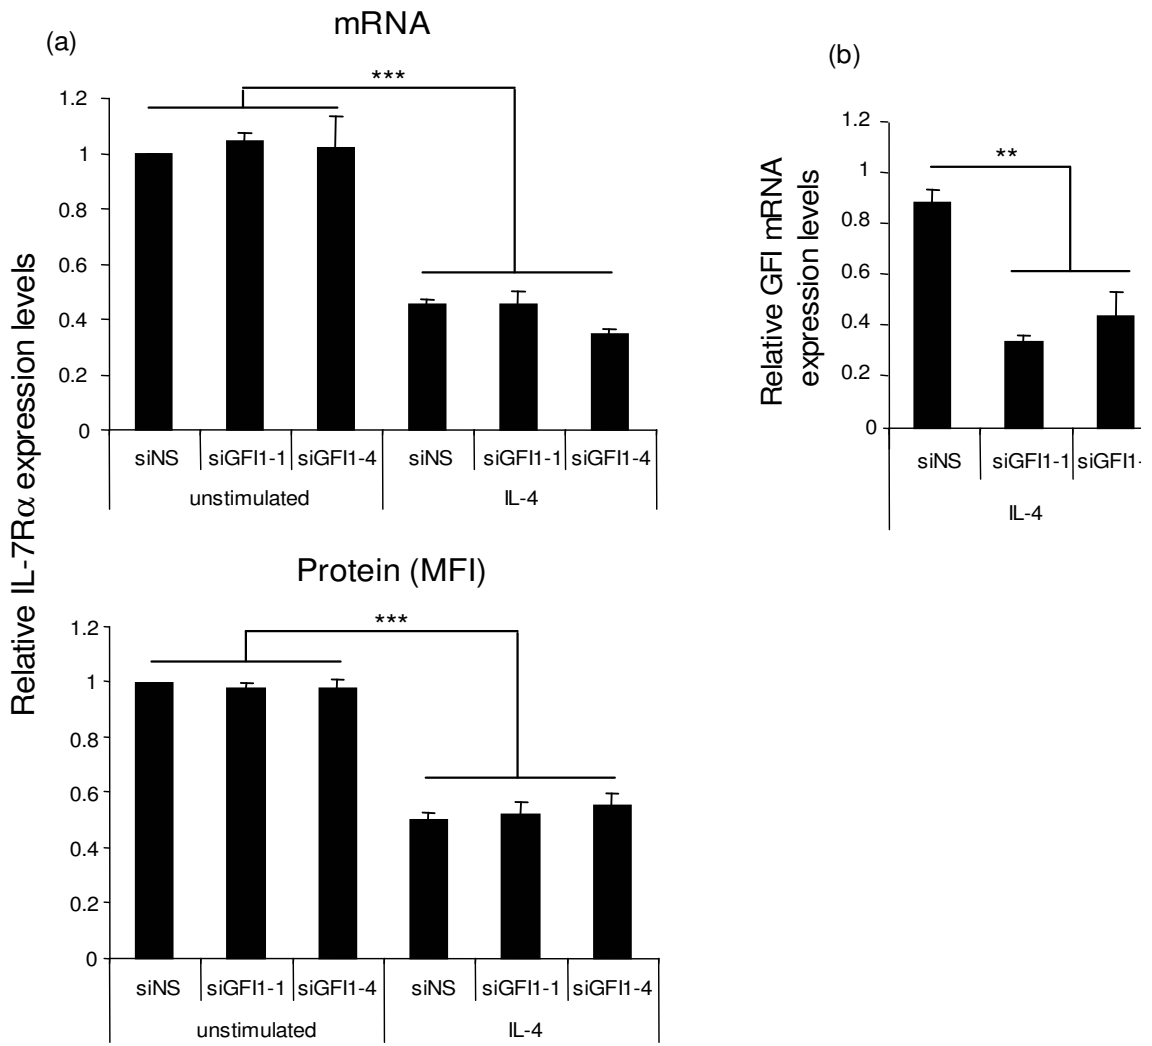 (a)
mRNA
Relative IL-7Rα expression levels
***
1.2
1
0.8
0.6
0.4
0.2
0
siNS siGFI1-1 siGFI1-4 siNS siGFI1-1 siGFI1-4
unstimulated IL-4
Protein (MFI)
***
1.2
1
0.8
0.6
0.4
0.2
0
siNS siGFI1-1 siGFI1-4 siNS siGFI1-1 siGFI1-4
unstimulated IL-4
(b)
Relative GFI mRNA
expression levels
**
1.2
1
0.8
0.6
0.4
0.2
0
siNS siGFI1-1 siGFI1-
IL-4